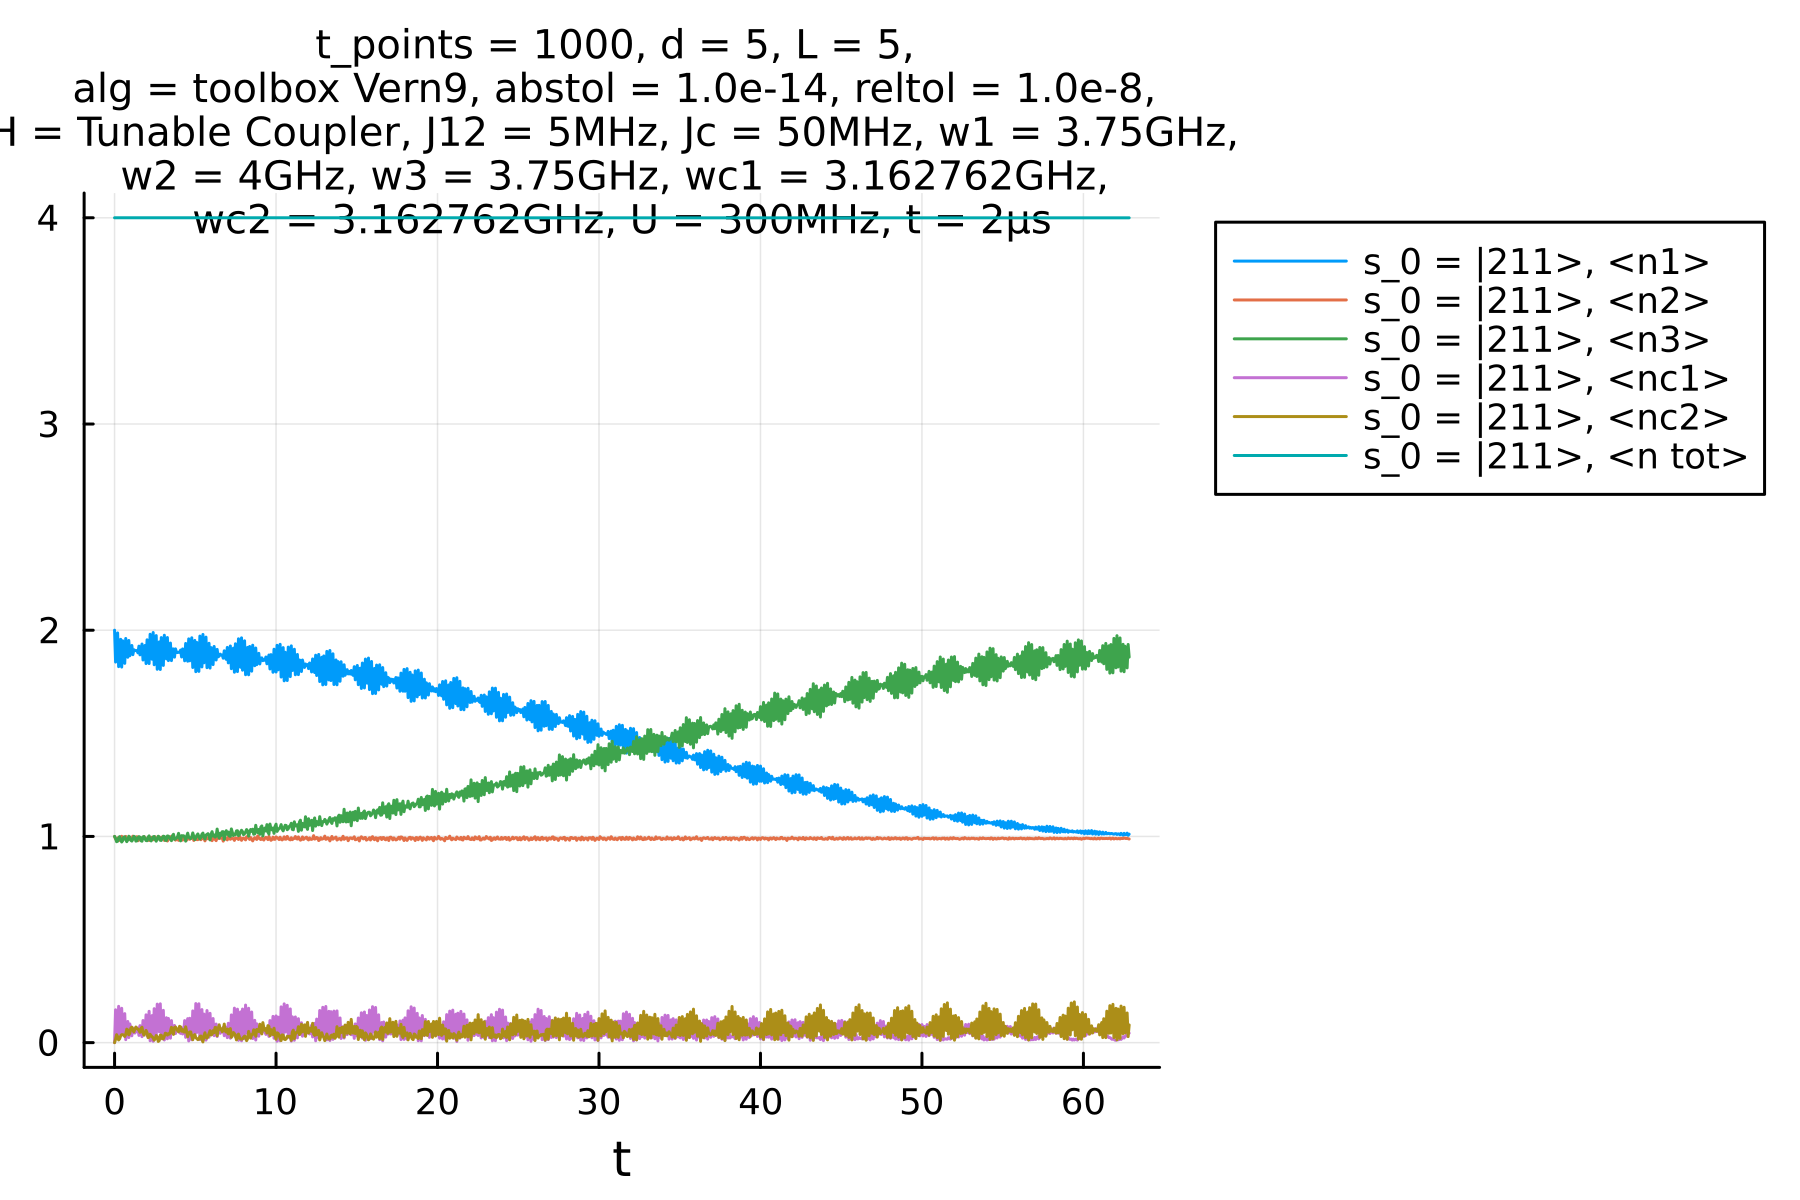 t_points = 1000, d = 5, L = 5,
alg = toolbox Vern9, abstol = 1.0e-14, reltol = 1.0e-8,
H = Tunable Coupler, J12 = 5MHz, Jc = 50MHz, w1 = 3.75GHz,
w2 = 4GHz, w3 = 3.75GHz, wc1 = 3.162762GHz,
wc2 = 3.162762GHz, U = 300MHz, t = 2μs
4
3
2
1
0
0 10 20 30 40 50 60
t
s_0 = |211>, <n1>
s_0 = |211>, <n2>
s_0 = |211>, <n3>
s_0 = |211>, <nc1>
s_0 = |211>, <nc2>
s_0 = |211>, <n tot>